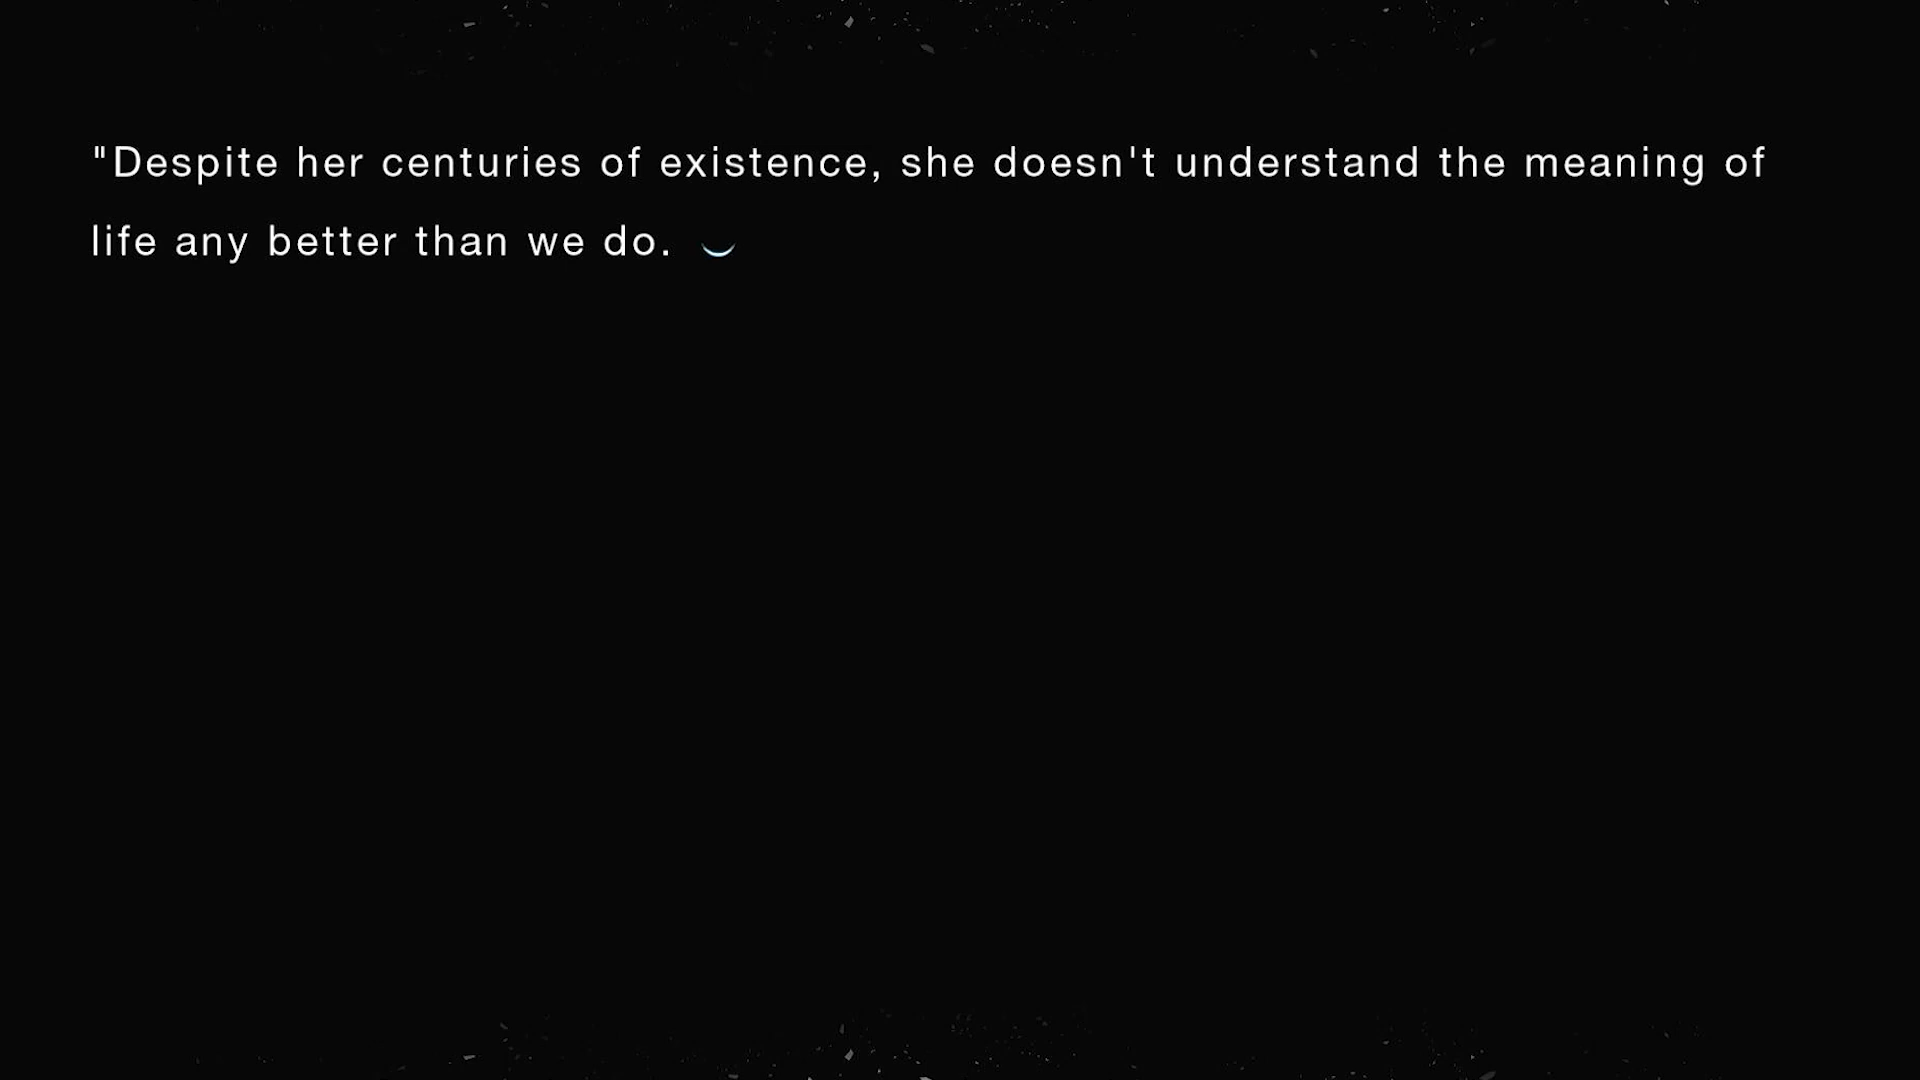 "Despite her centuries of existence, she doesn't understand the meaning of
life any better than we do.